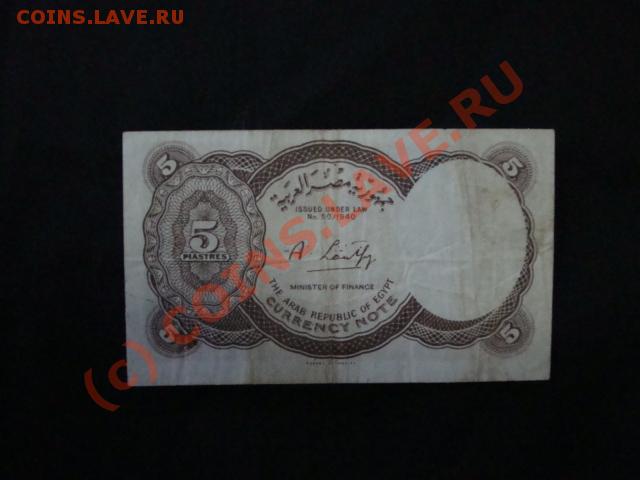 COINS.LAVE.RU
5
5
جمهورية مصر العربية
ISSUED UNDER LAW
No. 50/1940
5
PIASTRES
MINISTER OF FINANCE
THE ARAB REPUBLIC OF EGYPT
CURRENCY NOTE
5
5
(c) COINS.LAVE.RU